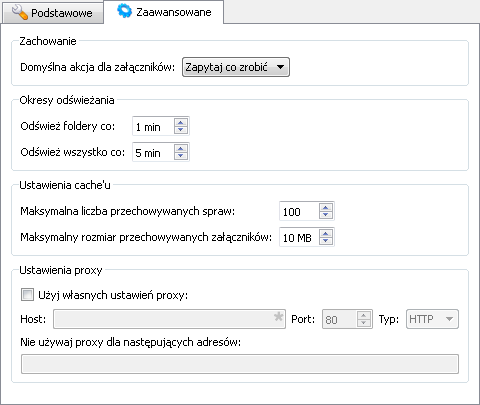 Podstawowe Zaawansowane
Zachowanie
Domyślna akcja dla załączników: Zapytaj co zrobić
Okresy odświeżania
Odśwież foldery co: 1 min
Odśwież wszystko co: 5 min
Ustawienia cache'u
Maksymalna liczba przechowywanych spraw: 100
Maksymalny rozmiar przechowywanych załączników: 10 MB
Ustawienia proxy
Użyj własnych ustawień proxy:
Host: * Port: 80 Typ: HTTP
Nie używaj proxy dla następujących adresów: